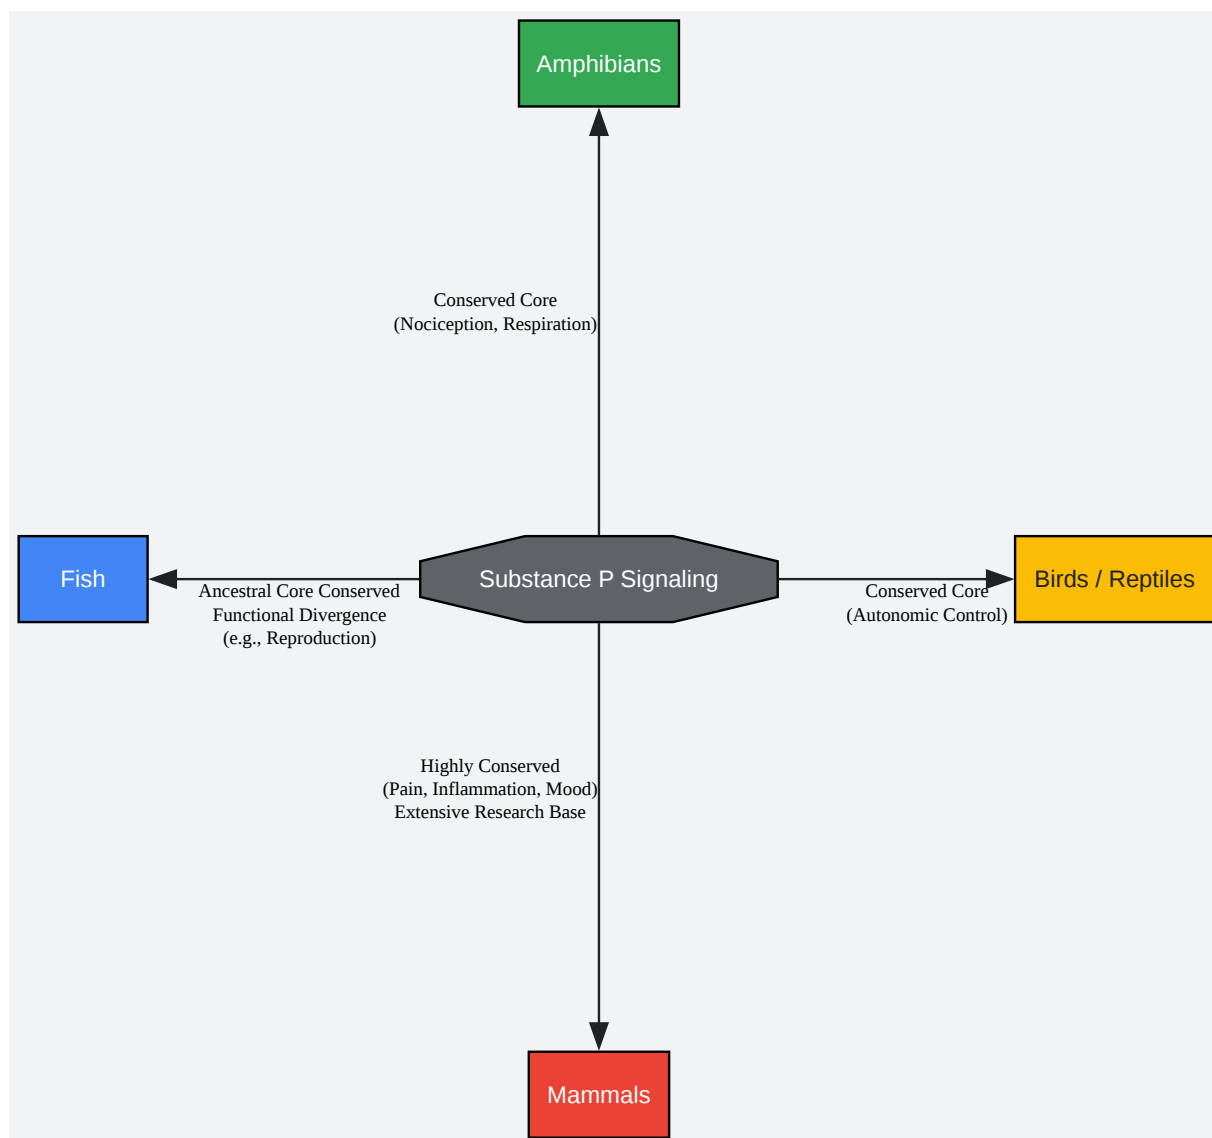 Amphibians
Conserved Core
(Nociception, Respiration)
Fish
Ancestral Core Conserved
Functional Divergence
(e.g., Reproduction)
Substance P Signaling
Conserved Core
(Autonomic Control)
Birds / Reptiles
Highly Conserved
(Pain, Inflammation, Mood)
Extensive Research Base
Mammals